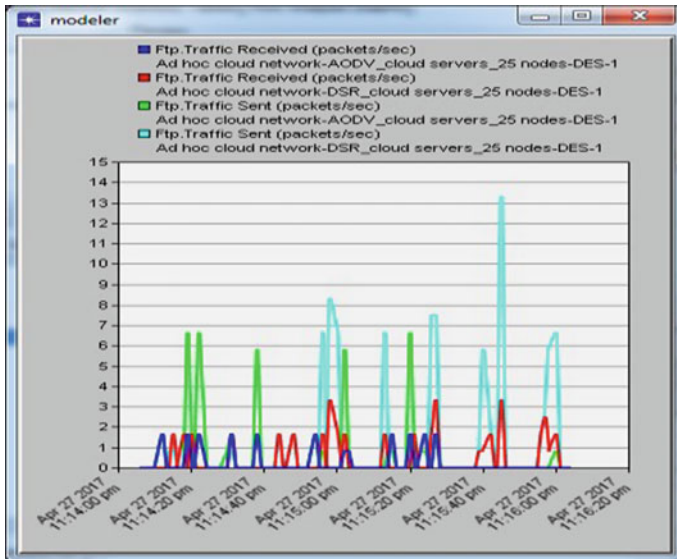 modeler
Ftp.Traffic Received (packets/sec)
Ad hoc cloud network-AODV_cloud servers_25 nodes-DES-1
Ftp.Traffic Received (packets/sec)
Ad hoc cloud network-DSR_cloud servers_25 nodes-DES-1
Ftp.Traffic Sent (packets/sec)
Ad hoc cloud network-AODV_cloud servers_25 nodes-DES-1
Ftp.Traffic Sent (packets/sec)
Ad hoc cloud network-DSR_cloud servers_25 nodes-DES-1
15
14
13
12
11
10
9
8
7
6
5
4
3
2
1
0
Apr 27 2017
11:14:00 pm
Apr 27 2017
11:14:20 pm
Apr 27 2017
11:14:40 pm
Apr 27 2017
11:15:00 pm
Apr 27 2017
11:15:20 pm
Apr 27 2017
11:15:40 pm
Apr 27 2017
11:16:00 pm
Apr 27 2017
11:16:20 pm